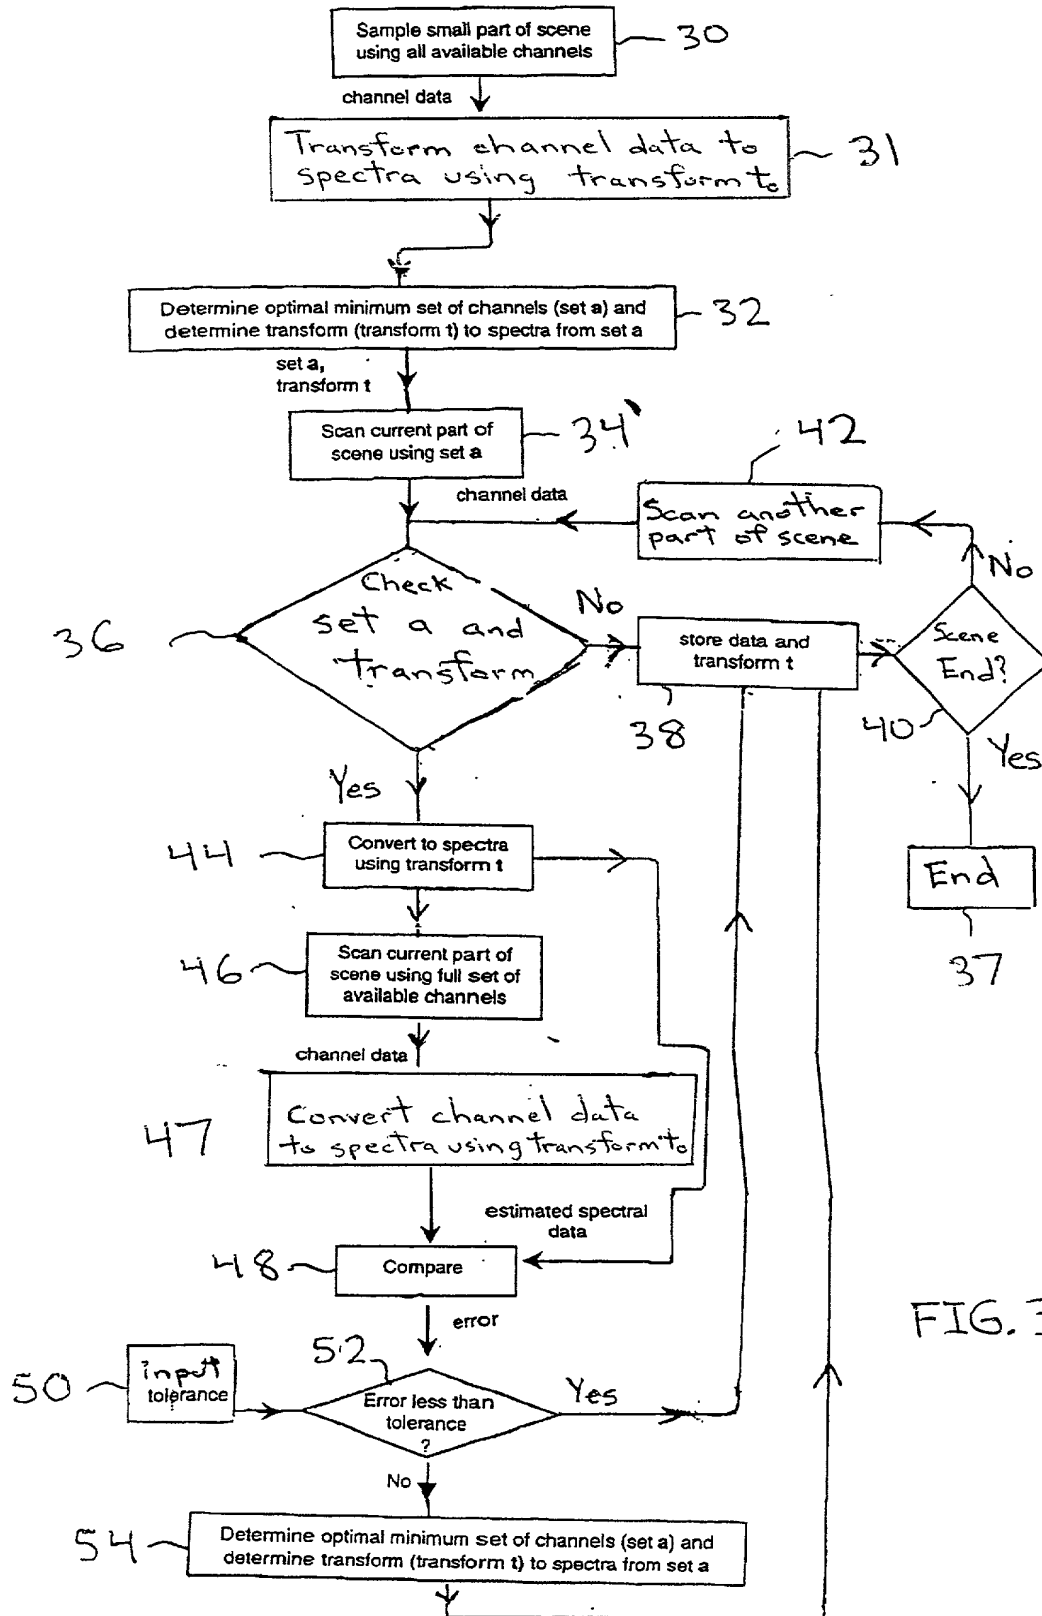 Sample small part of scene
using all available channels
30
channel data
Transform channel data to
spectra using transform to
31
Determine optimal minimum set of channels (set a) and
determine transform (transform t) to spectra from set a
32
set a,
transform t
Scan current part of
scene using set a
34'
42
channel data
Scan another
part of scene
No
Check
set a and
transform
36
No
store data and
transform t
38
Scene
End?
40
Yes
Yes
End
37
44
Convert to spectra
using transform t
46
Scan current part of
scene using full set of
available channels
channel data
47
Convert channel data
to spectra using transform to
estimated spectral
data
48
Compare
error
FIG. 3
52
50
input
tolerance
Error less than
tolerance
?
Yes
No
54
Determine optimal minimum set of channels (set a) and
determine transform (transform t) to spectra from set a